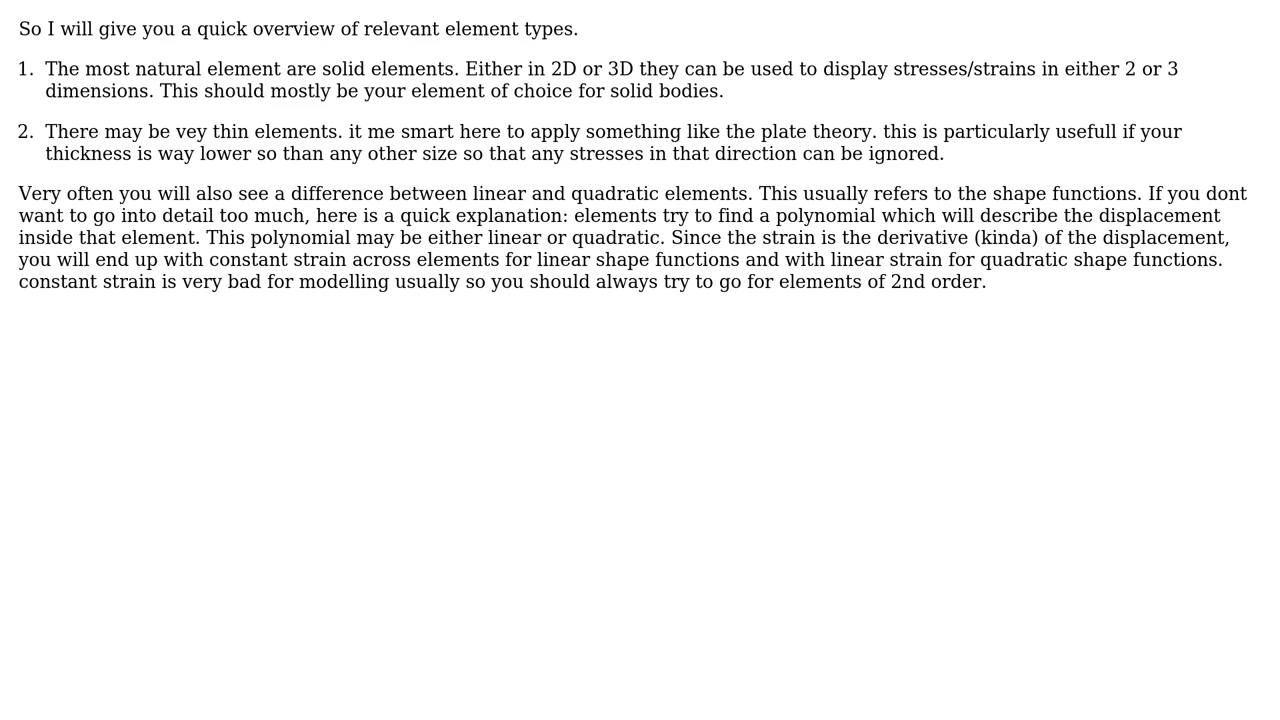 So I will give you a quick overview of relevant element types.
1. The most natural element are solid elements. Either in 2D or 3D they can be used to display stresses/strains in either 2 or 3
dimensions. This should mostly be your element of choice for solid bodies.
2. There may be vey thin elements. it me smart here to apply something like the plate theory. this is particularly usefull if your
thickness is way lower so than any other size so that any stresses in that direction can be ignored.
Very often you will also see a difference between linear and quadratic elements. This usually refers to the shape functions. If you dont
want to go into detail too much, here is a quick explanation: elements try to find a polynomial which will describe the displacement
inside that element. This polynomial may be either linear or quadratic. Since the strain is the derivative (kinda) of the displacement,
you will end up with constant strain across elements for linear shape functions and with linear strain for quadratic shape functions.
constant strain is very bad for modelling usually so you should always try to go for elements of 2nd order.